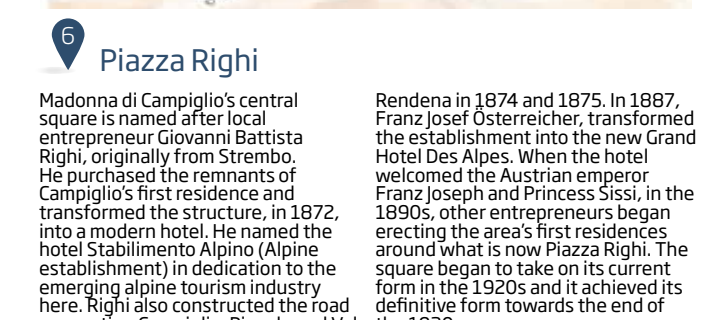 6
Piazza Righi
Madonna di Campiglio's central
square is named after local
entrepreneur Giovanni Battista
Righi, originally from Strembo.
He purchased the remnants of
Campiglio's first residence and
transformed the structure, in 1872,
into a modern hotel. He named the
hotel Stabilimento Alpino (Alpine
establishment) in dedication to the
emerging alpine tourism industry
here. Righi also constructed the road
Rendena in 1874 and 1875. In 1887,
Franz Josef Österreicher, transformed
the establishment into the new Grand
Hotel Des Alpes. When the hotel
welcomed the Austrian emperor
Franz Joseph and Princess Sissi, in the
1890s, other entrepreneurs began
erecting the area's first residences
around what is now Piazza Righi. The
square began to take on its current
form in the 1920s and it achieved its
definitive form towards the end of